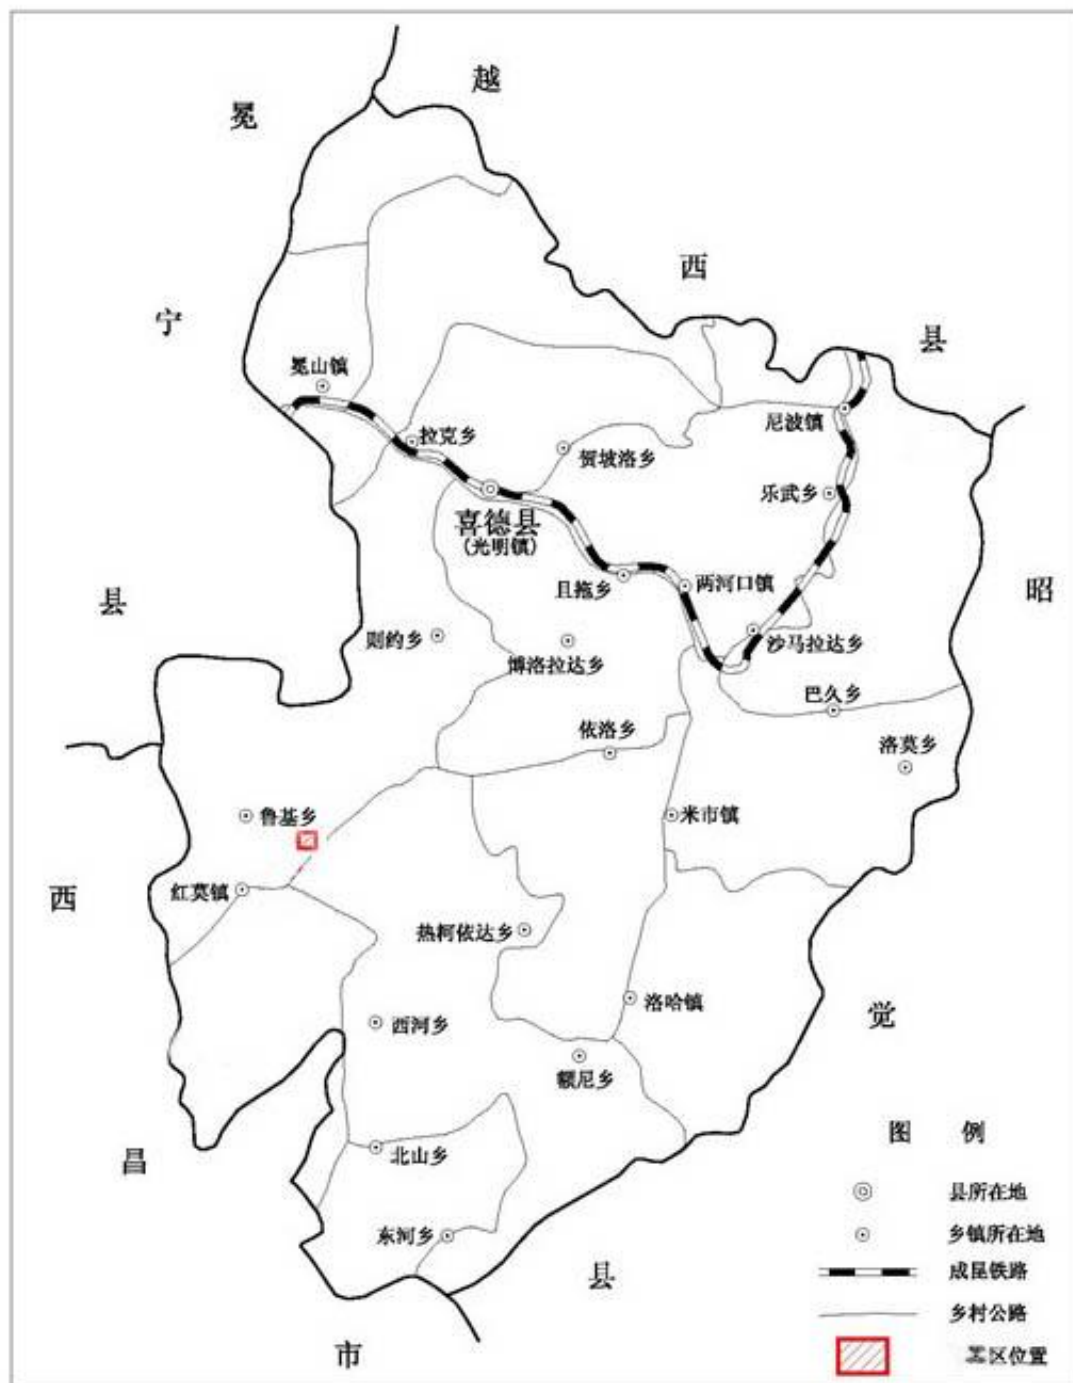 越
冕
西
宁
县
冕山镇
尼波镇
拉克乡
贺坡洛乡
乐武乡
喜德县
(光明镇)
且拖乡
两河口镇
昭
县
则约乡
博洛拉达乡
沙马拉达乡
巴久乡
依洛乡
洛莫乡
鲁基乡
米市镇
西
红莫镇
热柯依达乡
洛哈镇
觉
西河乡
额尼乡
昌
北山乡
东河乡
县
市
图 例
县所在地
乡镇所在地
成昆铁路
乡村公路
区位置